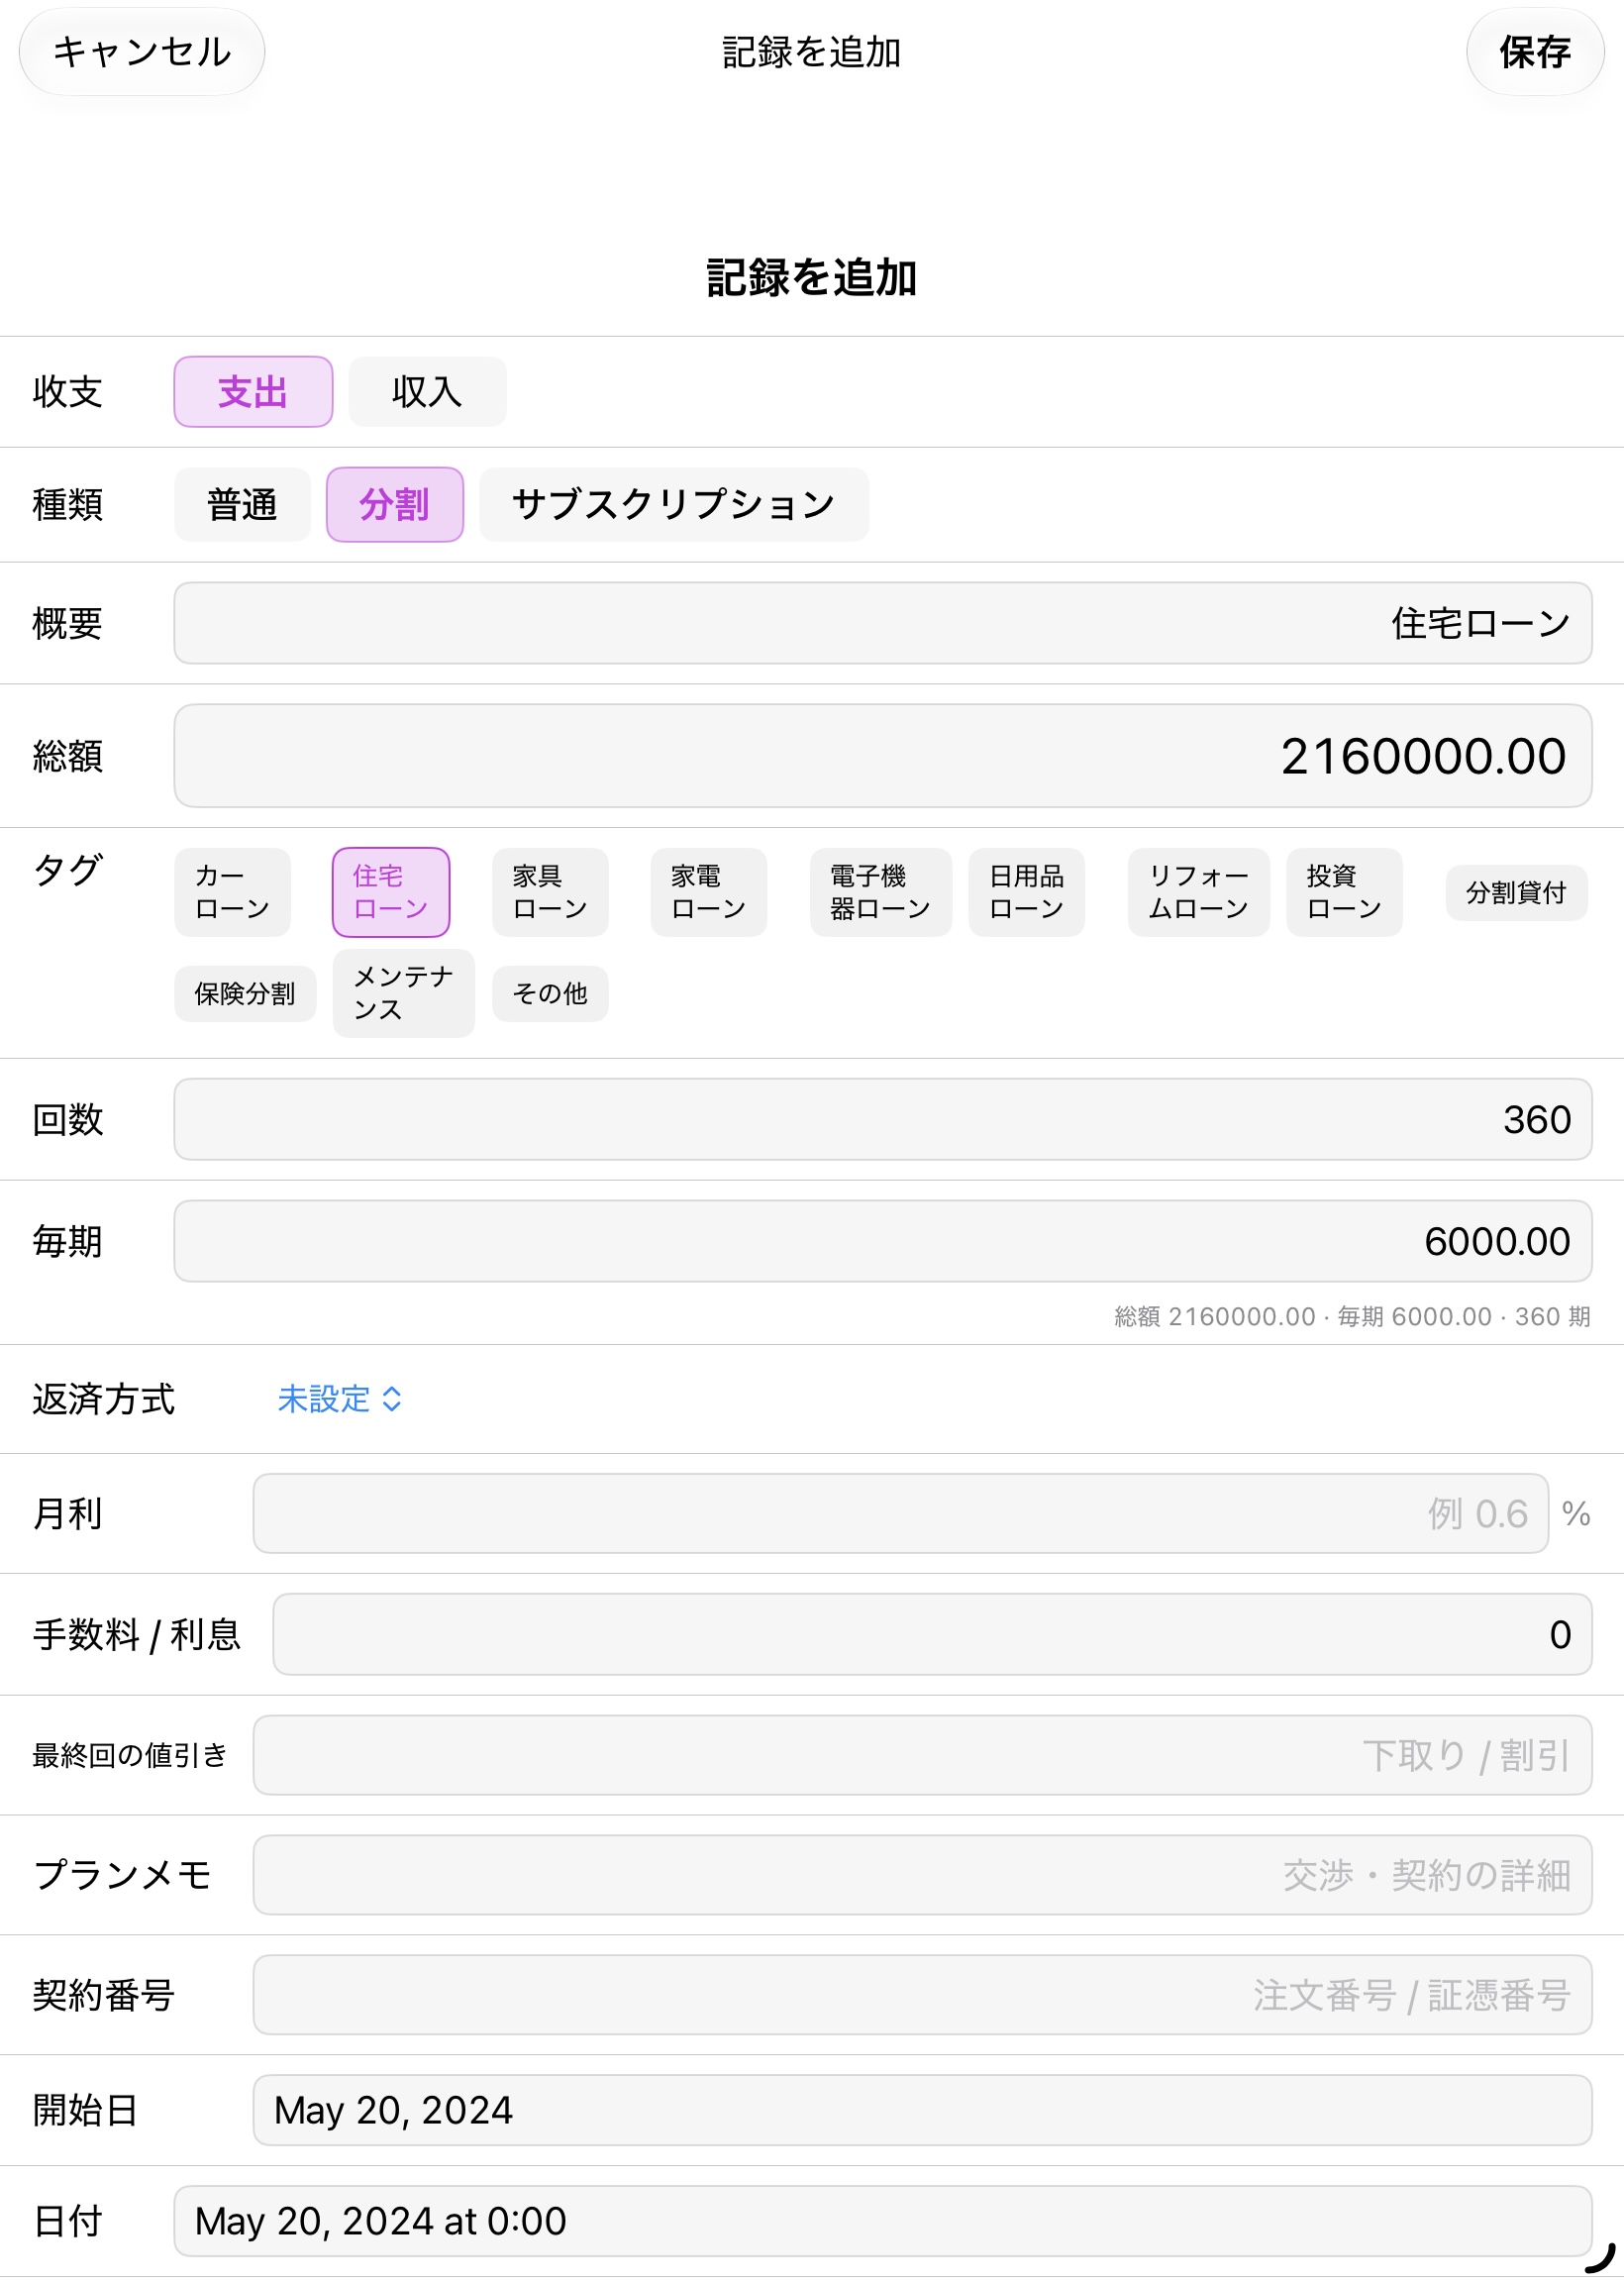 キャンセル 記録を追加 保存
記録を追加
收支 支出 収入
種類 普通 分割 サブスクリプション
概要 住宅ローン
総額 2160000.00
タグ
カー
ローン
住宅
ローン
家具
ローン
家電
ローン
電子機
器ローン
日用品
ローン
リフォー
ムローン
投資
ローン
分割貸付
保険分割
メンテナ
ンス
その他
回数 360
毎期 6000.00
総額 2160000.00 · 毎期 6000.00 · 360 期
返済方式 未設定
月利 例 0.6 %
手数料 / 利息 0
最終回の値引き 下取り / 割引
プランメモ 交渉・契約の詳細
契約番号 注文番号 / 証憑番号
開始日 May 20, 2024
日付 May 20, 2024 at 0:00